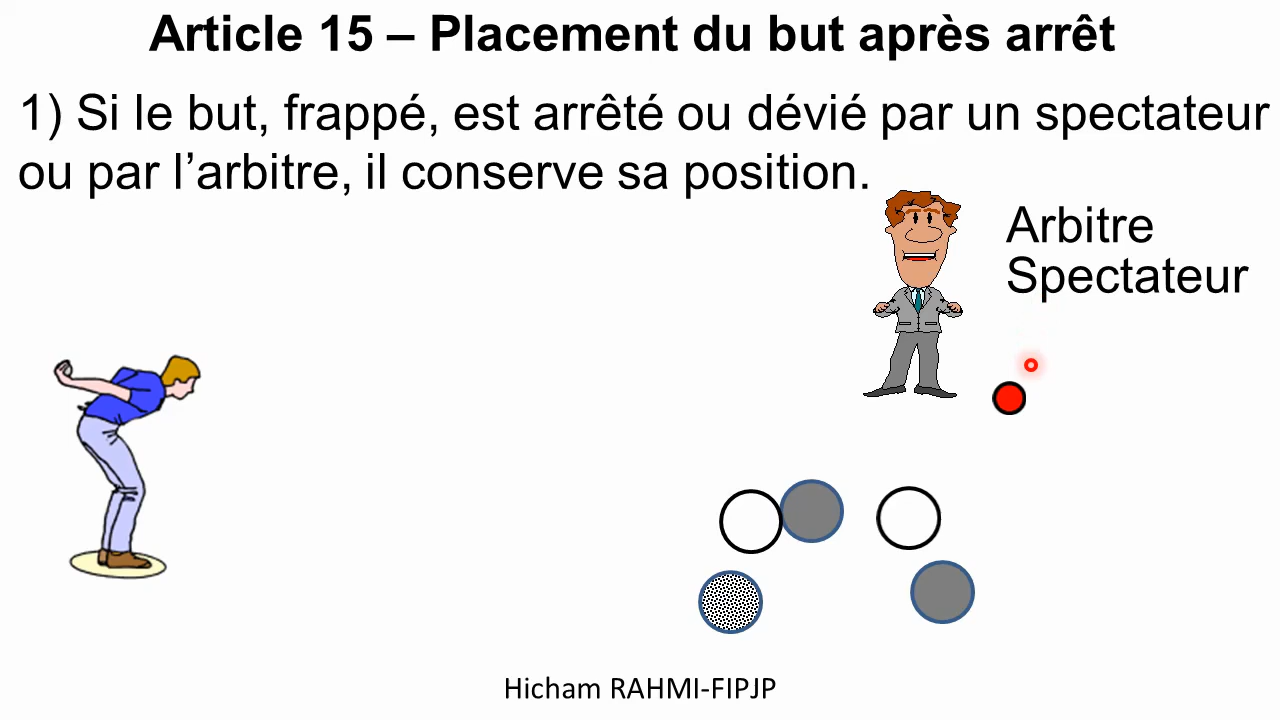 Article 15 – Placement du but après arrêt
1) Si le but, frappé, est arrêté ou dévié par un spectateur
ou par l’arbitre, il conserve sa position.
Arbitre
Spectateur
Hicham RAHMI-FIPJP